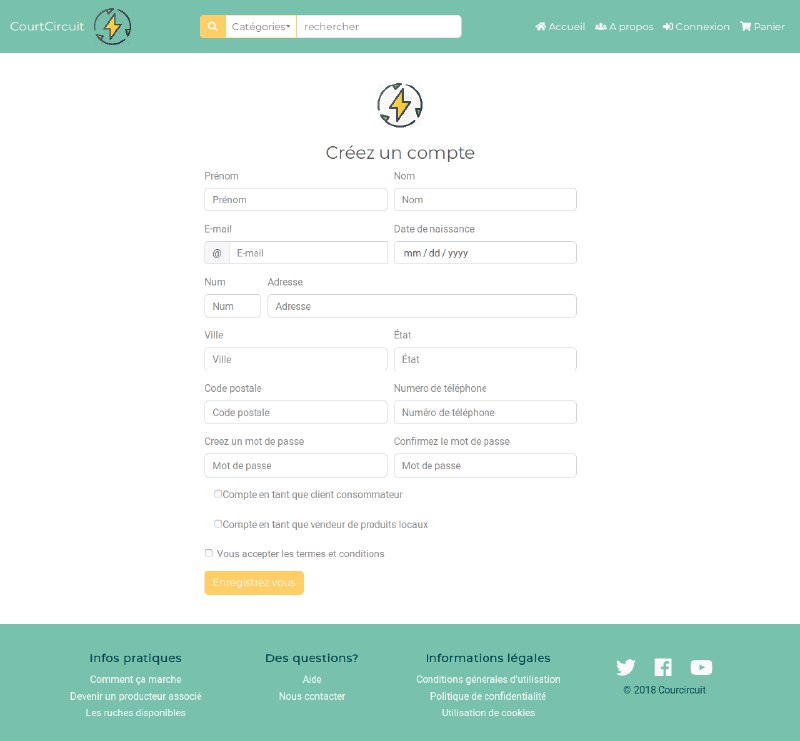 CourtCircuit Catégories rechercher Accueil A propos Connexion Panier
Créez un compte
Prénom Nom
Prénom Nom
E-mail Date de naissance
@ E-mail mm / dd / yyyy
Num Adresse
Num Adresse
Ville État
Ville État
Code postale Numero de téléphone
Code postale Numéro de téléphone
Creez un mot de passe Confirmez le mot de passe
Mot de passe Mot de passe
Compte en tant que client consommateur
Compte en tant que vendeur de produits locaux
Vous accepter les termes et conditions
Enregistrez vous
Infos pratiques Des questions? Informations légales
Comment ça marche Aide Conditions générales d'utilisation
Devenir un producteur associé Nous contacter Politique de confidentialité
Les ruches disponibles Utilisation de cookies
© 2018 Courcircuit